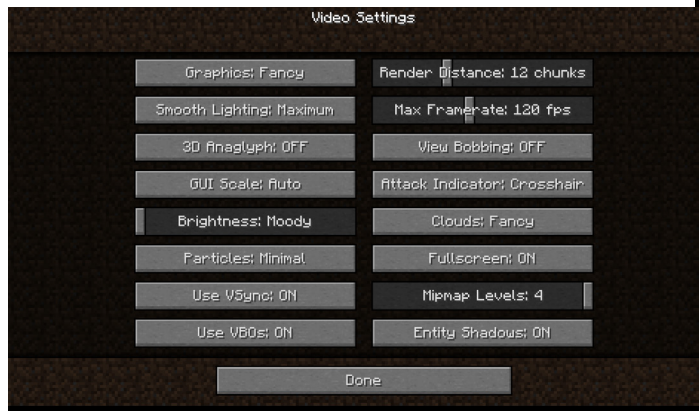 Video Settings
Graphics: Fancy
Render Distance: 12 chunks
Smooth Lighting: Maximum
Max Framerate: 120 fps
3D Anaglyph: OFF
View Bobbing: OFF
GUI Scale: Auto
Attack Indicator: Crosshair
Brightness: Moody
Clouds: Fancy
Particles: Minimal
Fullscreen: ON
Use VSync: ON
Mipmap Levels: 4
Use VBOs: ON
Entity Shadows: ON
Done